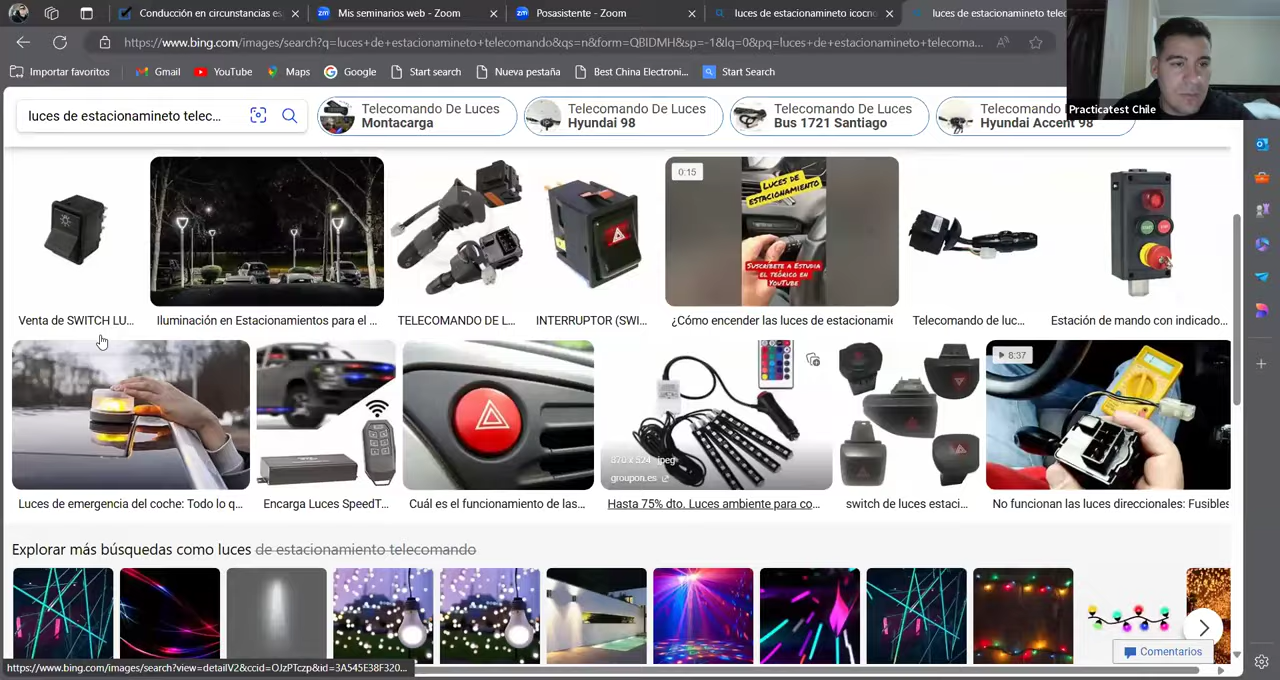 Conducción en circunstancias es
Mis seminarios web - Zoom
Posasistente - Zoom
luces de estacionamineto icocno
luces de estacionamineto telec
https://www.bing.com/images/search?q=luces+de+estacionamineto+telecomando&qs=n&form=QBIDMH&sp=-1&lq=0&pq=luces+de+estacionamineto+telecoma...
Importar favoritos
Gmail
YouTube
Maps
Google
Start search
Nueva pestaña
Best China Electroni...
Start Search
Practicatest Chile
luces de estacionamineto telec...
Telecomando De Luces
Montacarga
Telecomando De Luces
Hyundai 98
Telecomando De Luces
Bus 1721 Santiago
Telecomando
Hyundai Accent 98
0:15
LUCES DE
ESTACIONAMIENTO
SUSCRÍBETE A ESTUDIA
EL TEÓRICO EN
YOUTUBE
Venta de SWITCH LU...
Iluminación en Estacionamientos para el ...
TELECOMANDO DE L...
INTERRUPTOR (SWI...
¿Cómo encender las luces de estacionamie
Telecomando de luc...
Estación de mando con indicado...
8:37
870 x 524 · jpeg
groupon.es
Luces de emergencia del coche: Todo lo q...
Encarga Luces SpeedT...
Cuál es el funcionamiento de las...
Hasta 75% dto. Luces ambiente para co...
switch de luces estaci...
No funcionan las luces direccionales: Fusibles
Explorar más búsquedas como luces de estacionamiento telecomando
Comentarios
https://www.bing.com/images/search?view=detailV2&ccid=OJzPTczp&id=3A545E38F320...